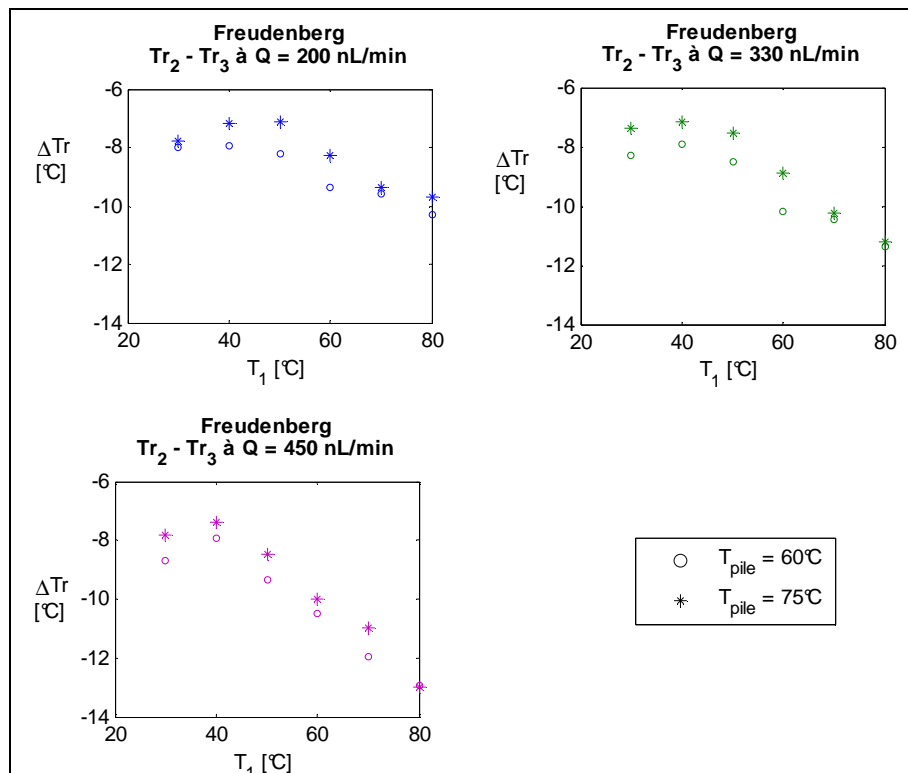 Freudenberg
Tr2 - Tr3 à Q = 200 nL/min
-6
-8
-10
-12
-14
ΔTr
[°C]
20
40
60
80
T1 [°C]
Freudenberg
Tr2 - Tr3 à Q = 330 nL/min
-6
-8
-10
-12
-14
ΔTr
[°C]
20
40
60
80
T1 [°C]
Freudenberg
Tr2 - Tr3 à Q = 450 nL/min
-6
-8
-10
-12
-14
ΔTr
[°C]
20
40
60
80
T1 [°C]
Tpile = 60°C
Tpile = 75°C